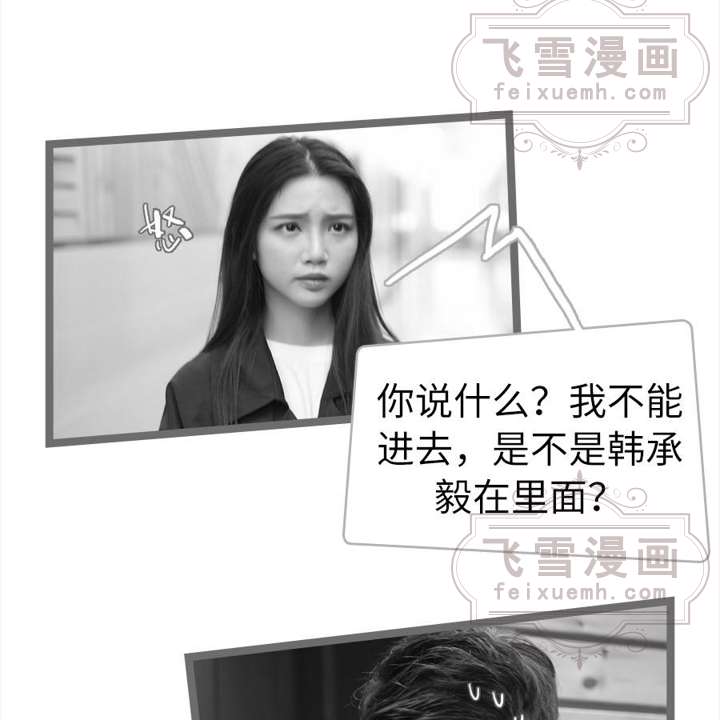 飞雪漫画
feixuemh.com
怒
你说什么？我不能
进去，是不是韩承
毅在里面？
飞雪漫画
feixuemh.com